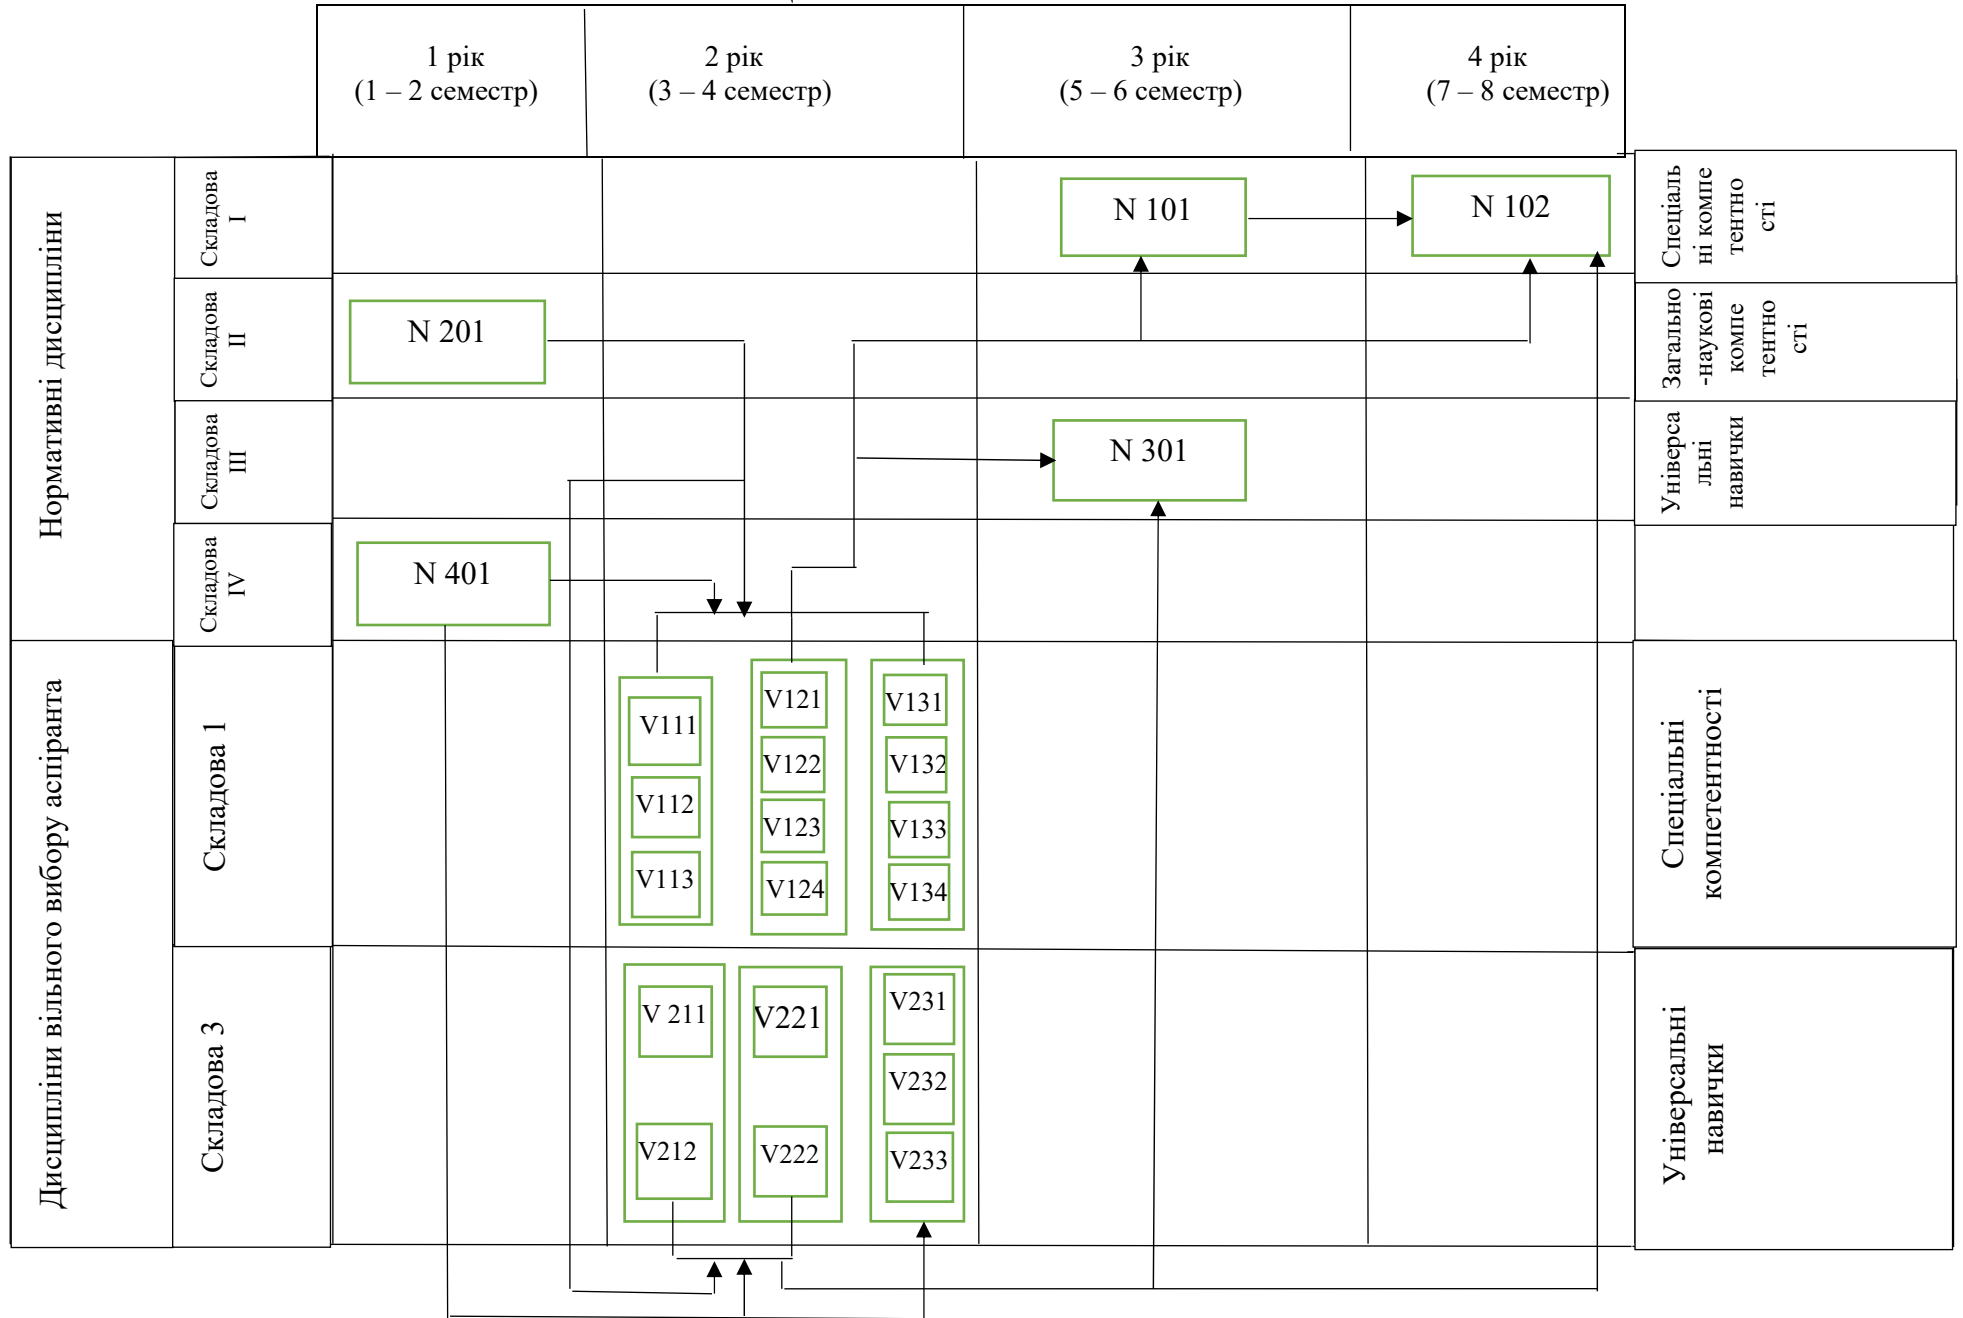 1 рік
(1 – 2 семестр)
2 рік
(3 – 4 семестр)
3 рік
(5 – 6 семестр)
4 рік
(7 – 8 семестр)
Нормативні дисципліни
Складова
I
N 101
N 102
Спеціаль
ні компе
тентно
сті
Складова
II
N 201
Загально
-наукові
компе
тентно
сті
Складова
III
N 301
Універса
льні
навички
Складова
IV
N 401
Дисципліни вільного вибору аспіранта
Складова 1
V111
V112
V113
V121
V122
V123
V124
V131
V132
V133
V134
Спеціальні
компетентності
Складова 3
V 211
V212
V221
V222
V231
V232
V233
Універсальні
навички